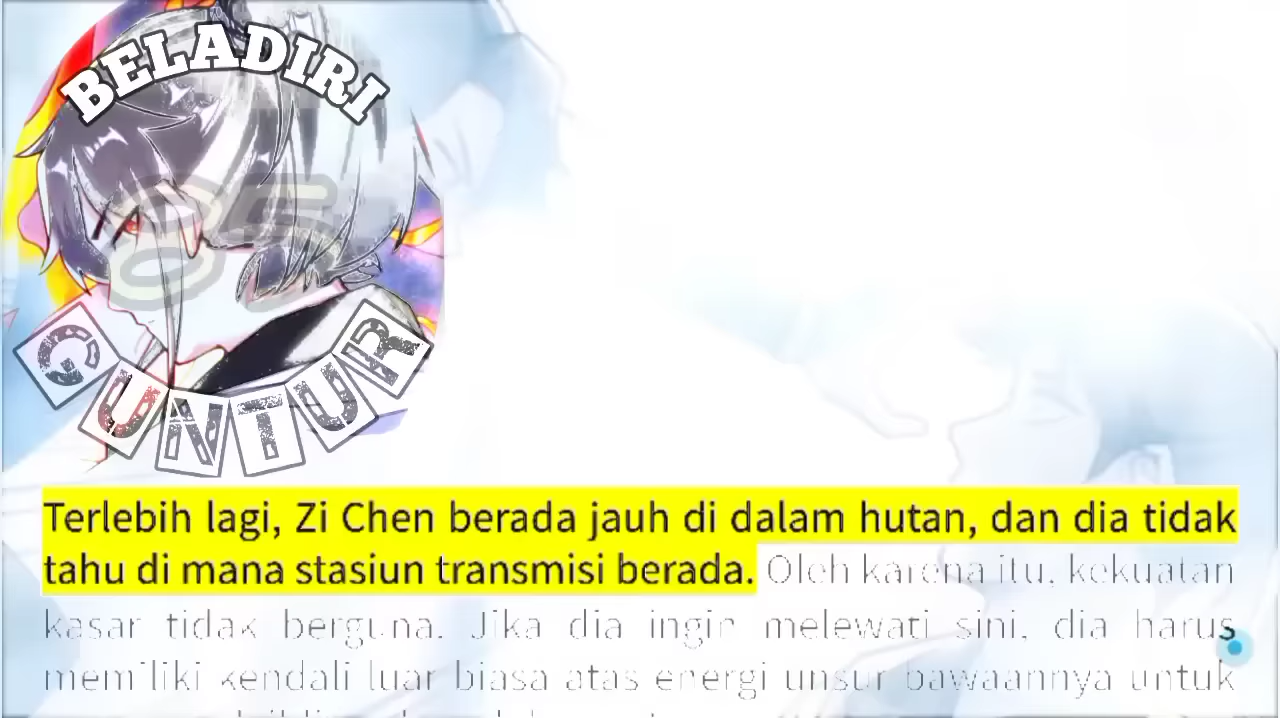 BELADIRI
GUNTUR
Terlebih lagi, Zi Chen berada jauh di dalam hutan, dan dia tidak
tahu di mana stasiun transmisi berada. Oleh karena itu, kekuatan
kasar tidak berguna. Jika dia ingin melewati sini, dia harus
memiliki kendali luar biasa atas energi unsur bawaannya untuk